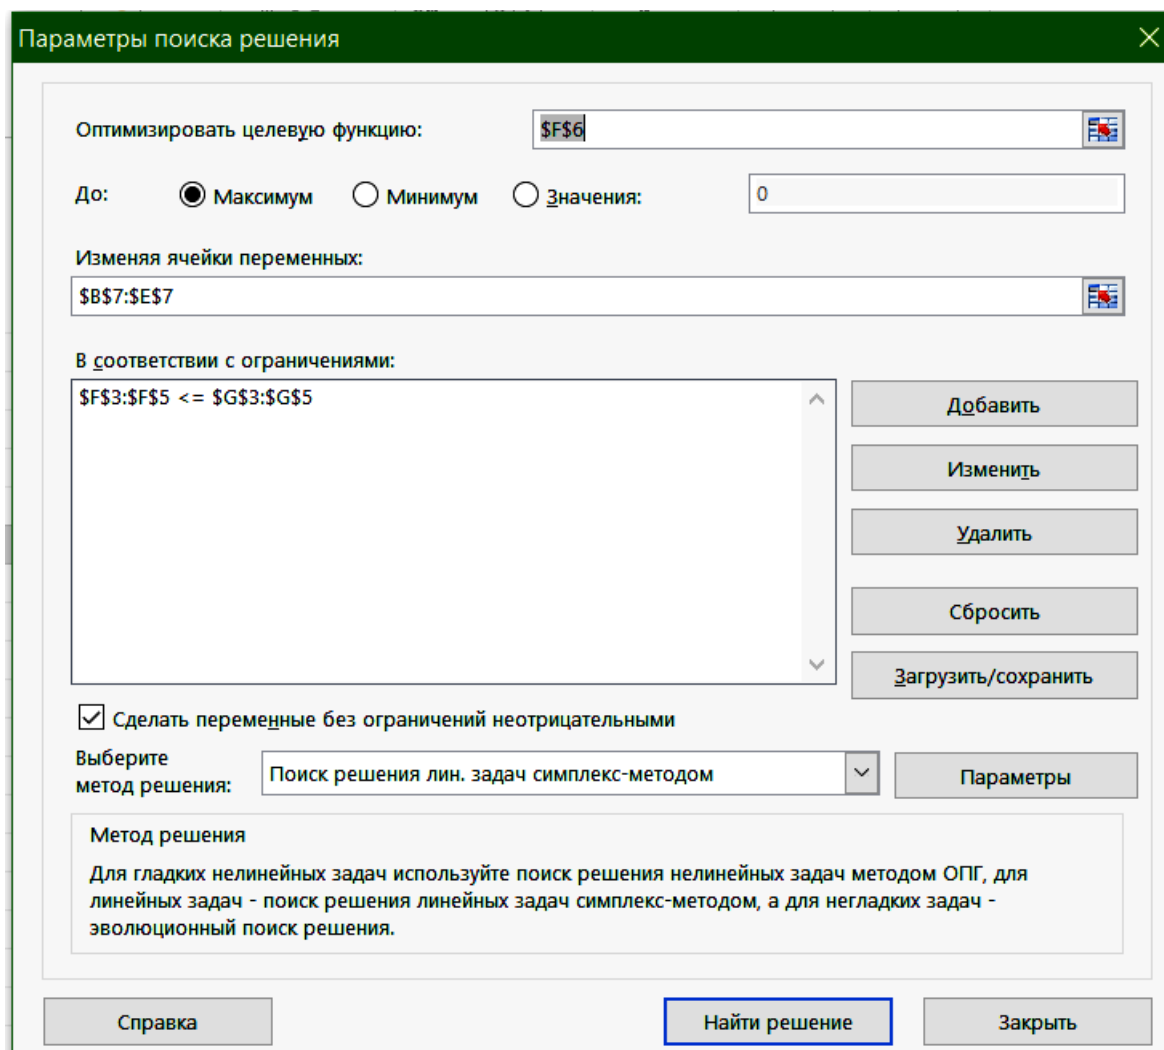 Параметры поиска решения
Оптимизировать целевую функцию: $F$6
До: Максимум Минимум Значения: 0
Изменяя ячейки переменных:
$B$7:$E$7
В соответствии с ограничениями:
$F$3:$F$5 <= $G$3:$G$5
Добавить
Изменить
Удалить
Сбросить
Загрузить/сохранить
Сделать переменные без ограничений неотрицательными
Выберите
метод решения:
Поиск решения лин. задач симплекс-методом
Параметры
Метод решения
Для гладких нелинейных задач используйте поиск решения нелинейных задач методом ОПГ, для
линейных задач - поиск решения линейных задач симплекс-методом, а для негладких задач -
эволюционный поиск решения.
Справка Найти решение Закрыть